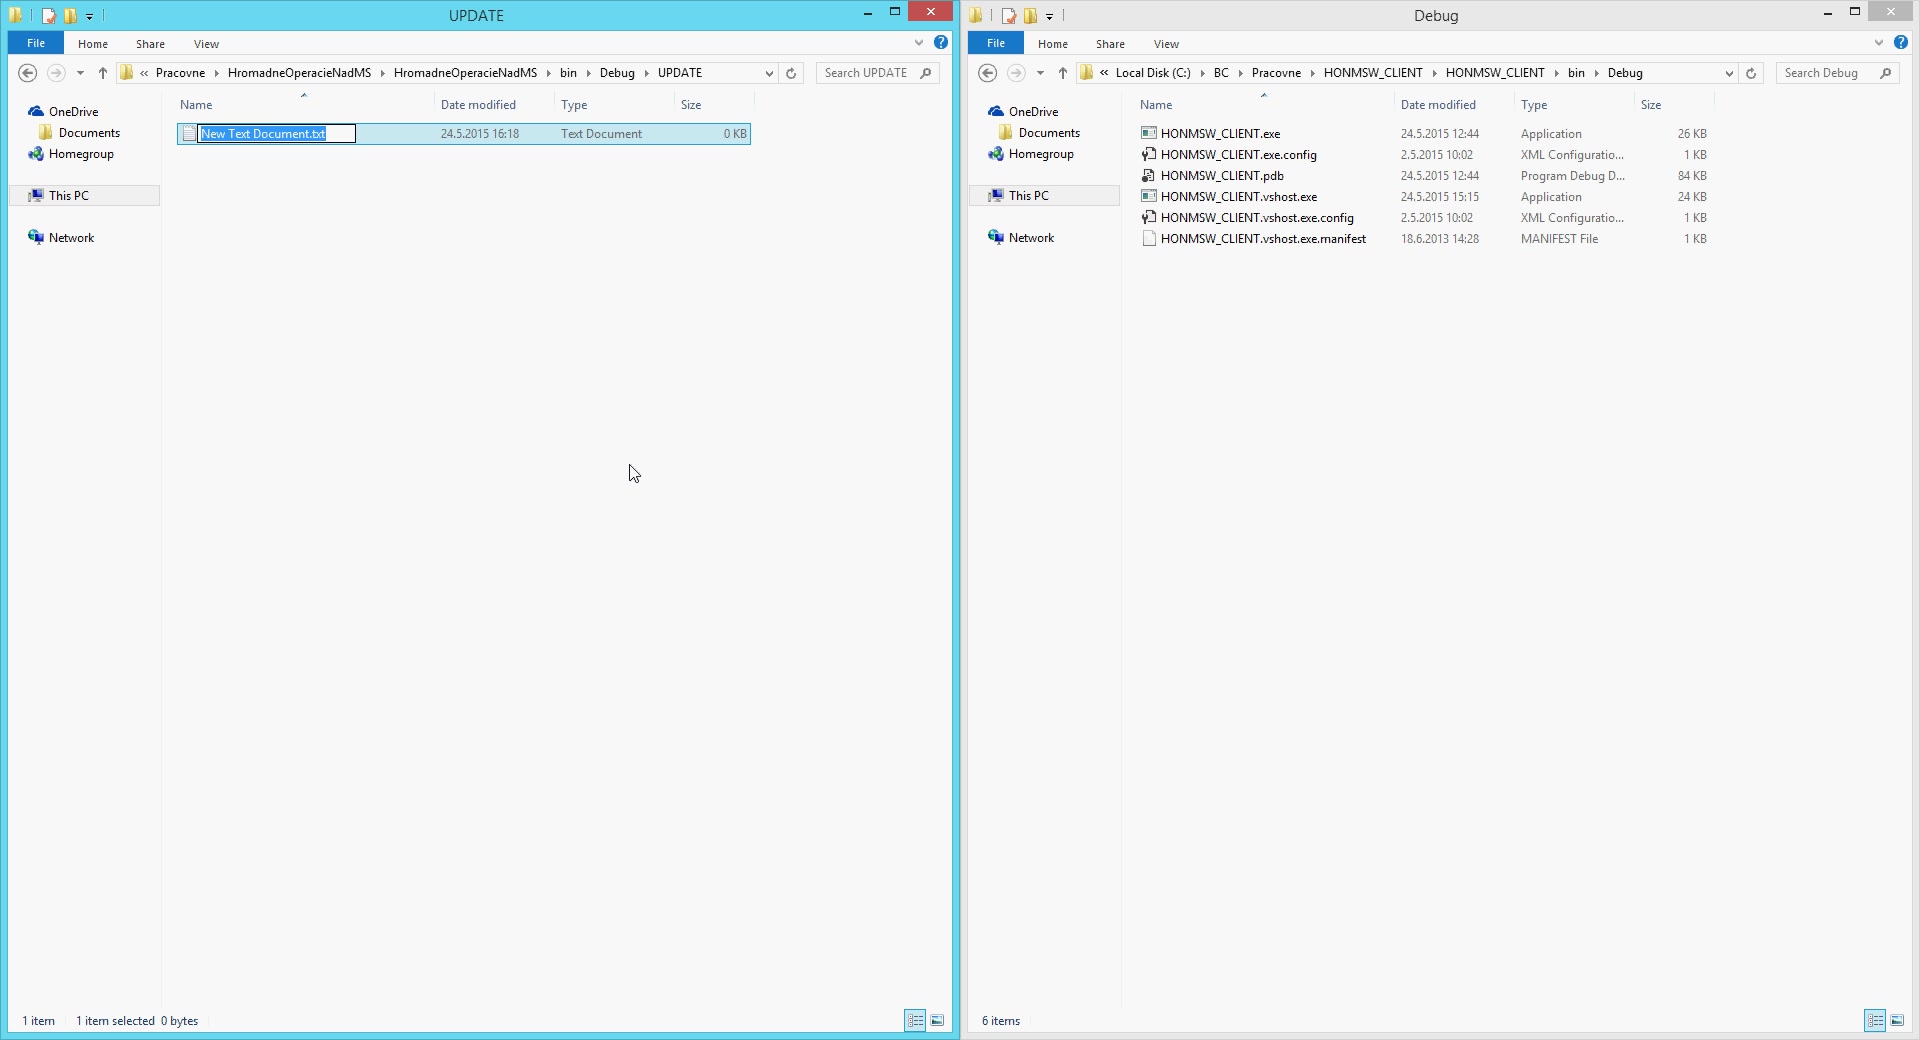 UPDATE
File Home Share View
« Pracovne HromadneOperacieNadMS HromadneOperacieNadMS bin Debug UPDATE Search UPDATE
OneDrive
Documents
Homegroup
This PC
Network
Name Date modified Type Size
New Text Document.txt 24.5.2015 16:18 Text Document 0 KB
1 item 1 item selected 0 bytes
Debug
File Home Share View
« Local Disk (C:) BC Pracovne HONMSW_CLIENT HONMSW_CLIENT bin Debug Search Debug
OneDrive
Documents
Homegroup
This PC
Network
Name Date modified Type Size
HONMSW_CLIENT.exe 24.5.2015 12:44 Application 26 KB
HONMSW_CLIENT.exe.config 2.5.2015 10:02 XML Configuratio... 1 KB
HONMSW_CLIENT.pdb 24.5.2015 12:44 Program Debug D... 84 KB
HONMSW_CLIENT.vshost.exe 24.5.2015 15:15 Application 24 KB
HONMSW_CLIENT.vshost.exe.config 2.5.2015 10:02 XML Configuratio... 1 KB
HONMSW_CLIENT.vshost.exe.manifest 18.6.2013 14:28 MANIFEST File 1 KB
6 items